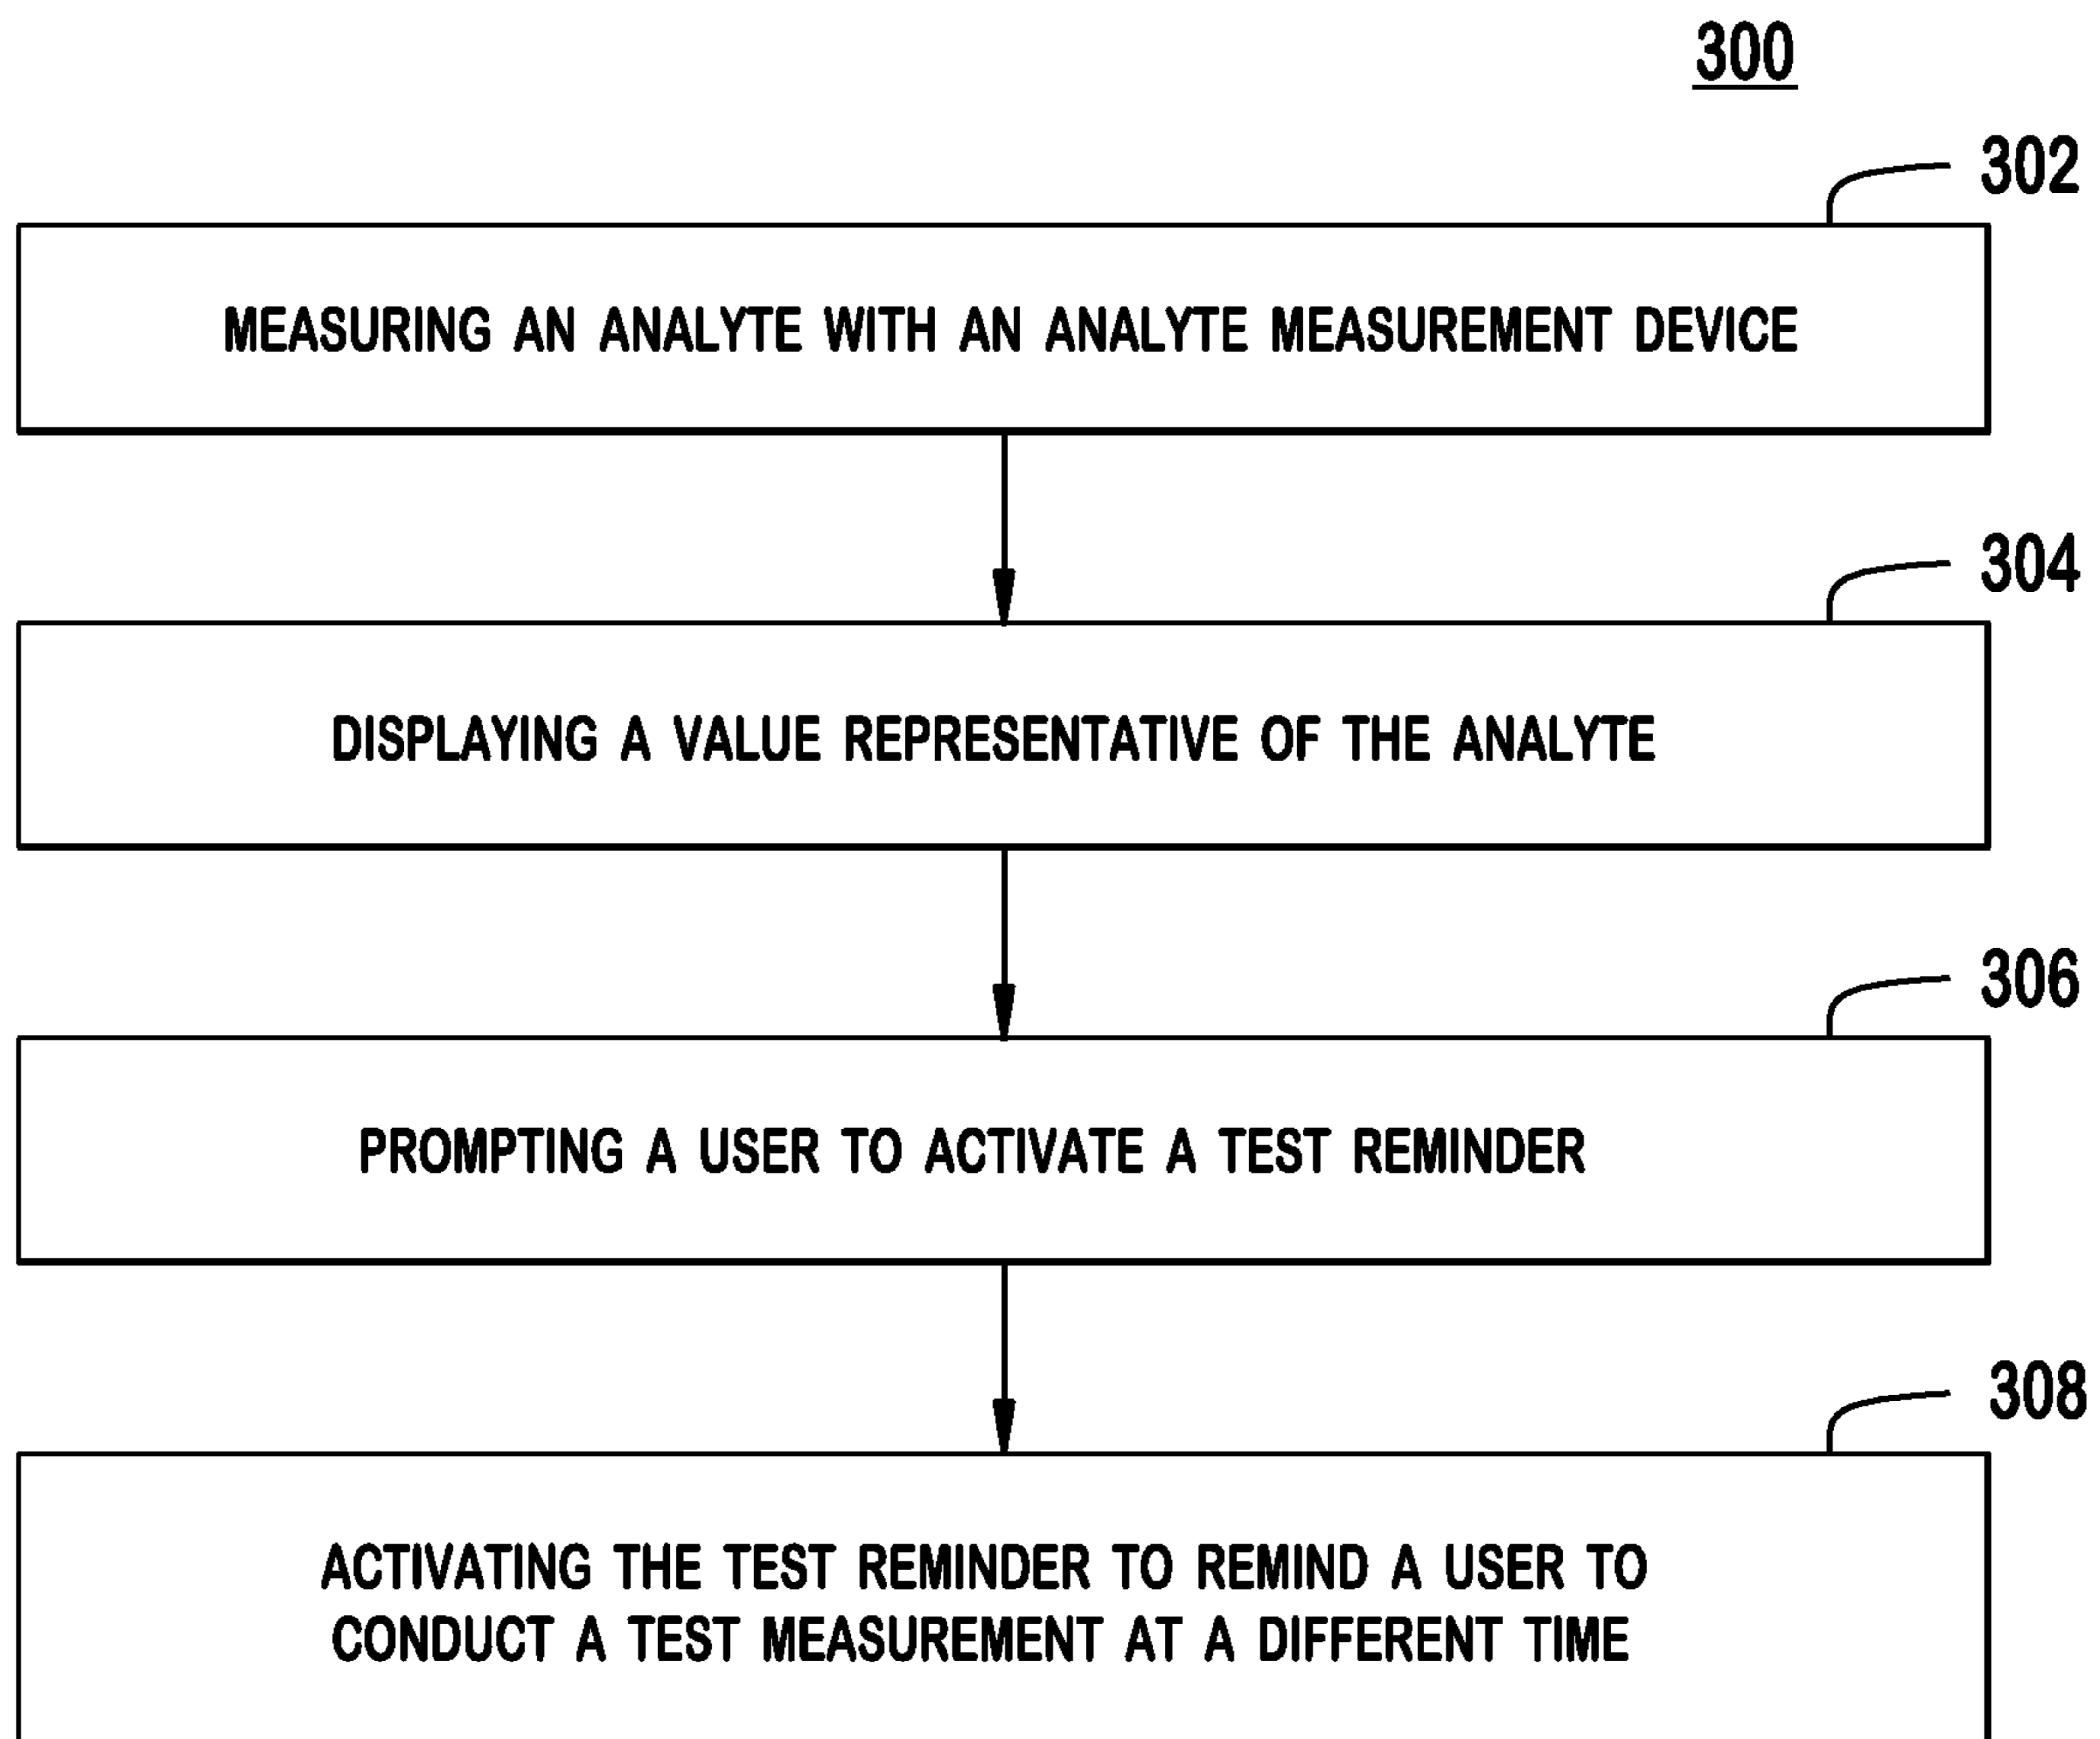 300
302
MEASURING AN ANALYTE WITH AN ANALYTE MEASUREMENT DEVICE
304
DISPLAYING A VALUE REPRESENTATIVE OF THE ANALYTE
306
PROMPTING A USER TO ACTIVATE A TEST REMINDER
308
ACTIVATING THE TEST REMINDER TO REMIND A USER TO
CONDUCT A TEST MEASUREMENT AT A DIFFERENT TIME